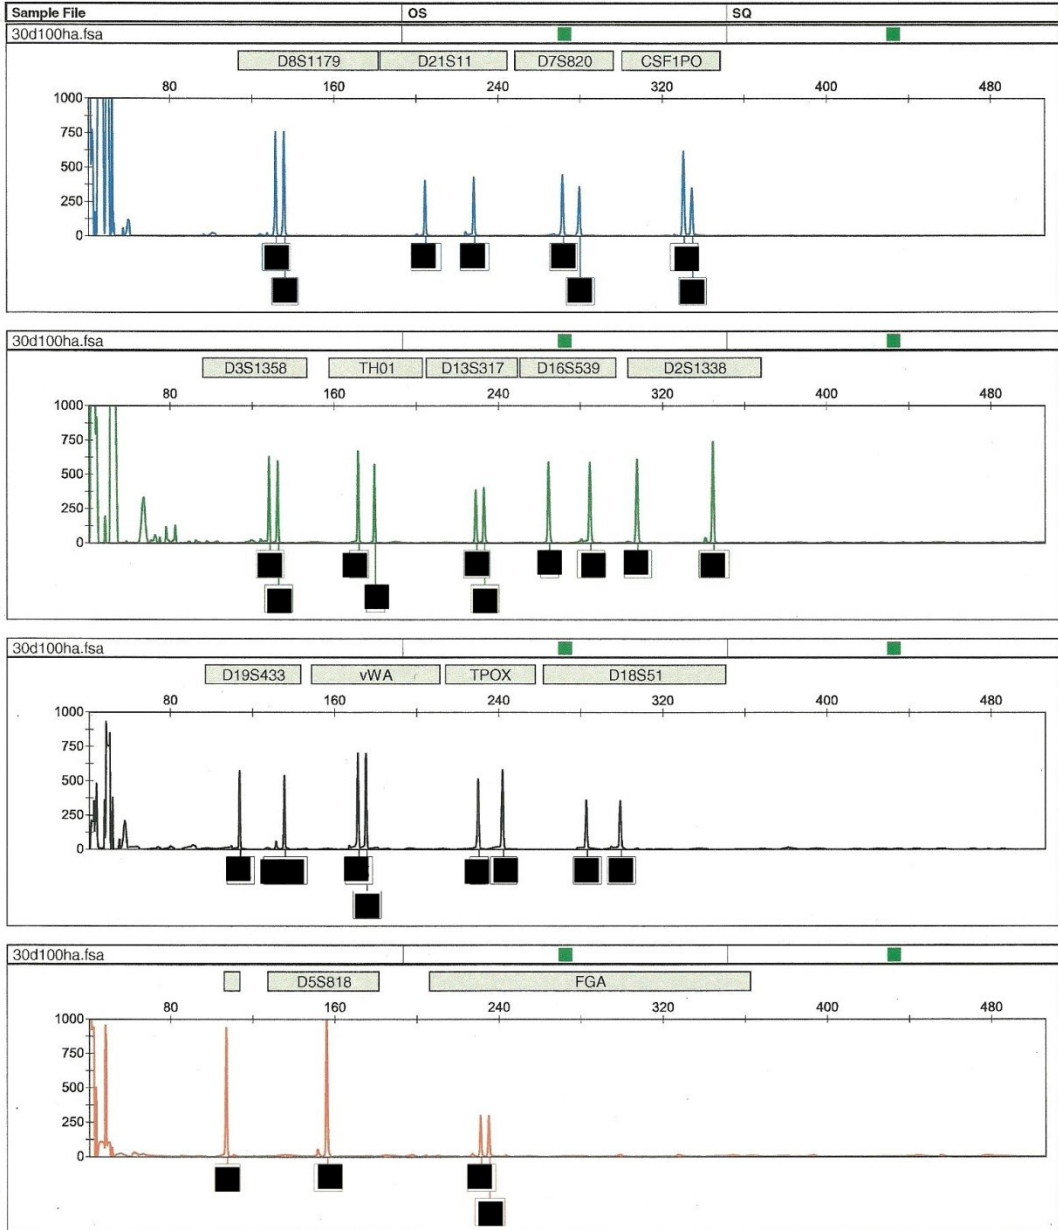 Sample File OS SQ
30d100ha.fsa
D8S1179 D21S11 D7S820 CSF1PO
80 160 240 320 400 480
1000
750
500
250
0
30d100ha.fsa
D3S1358 TH01 D13S317 D16S539 D2S1338
80 160 240 320 400 480
1000
750
500
250
0
30d100ha.fsa
D19S433 vWA TPOX D18S51
80 160 240 320 400 480
1000
750
500
250
0
30d100ha.fsa
D5S818 FGA
80 160 240 320 400 480
1000
750
500
250
0